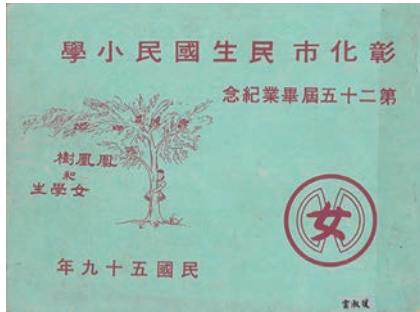 彰化市 民生國民小學
第二十五屆畢業紀念
鳳凰樹
和
女學生
女
民國五十九年